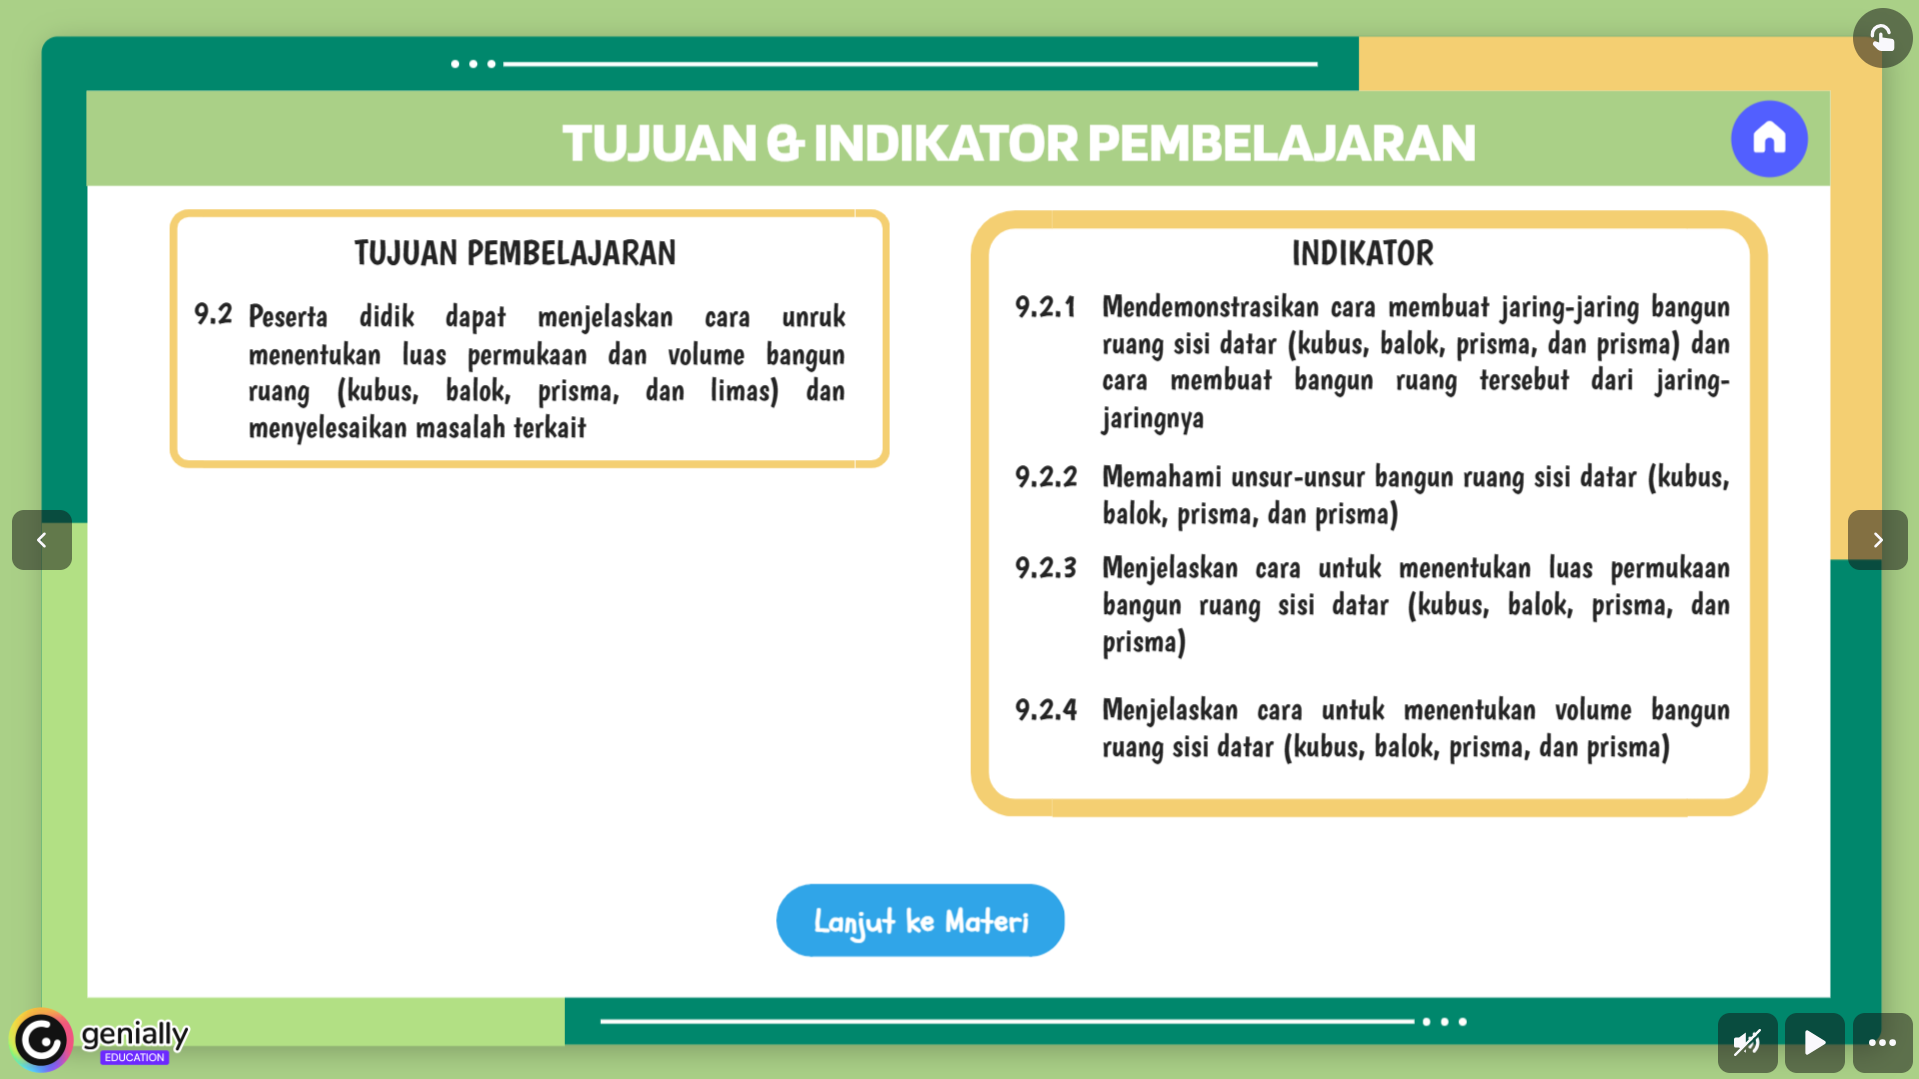 TUJUAN & INDIKATOR PEMBELAJARAN
TUJUAN PEMBELAJARAN
9.2 Peserta didik dapat menjelaskan cara unruk
menentukan luas permukaan dan volume bangun
ruang (kubus, balok, prisma, dan limas) dan
menyelesaikan masalah terkait
INDIKATOR
9.2.1 Mendemonstrasikan cara membuat jaring-jaring bangun
ruang sisi datar (kubus, balok, prisma, dan prisma) dan
cara membuat bangun ruang tersebut dari jaring-
jaringnya
9.2.2 Memahami unsur-unsur bangun ruang sisi datar (kubus,
balok, prisma, dan prisma)
9.2.3 Menjelaskan cara untuk menentukan luas permukaan
bangun ruang sisi datar (kubus, balok, prisma, dan
prisma)
9.2.4 Menjelaskan cara untuk menentukan volume bangun
ruang sisi datar (kubus, balok, prisma, dan prisma)
Lanjut ke Materi
genially
EDUCATION